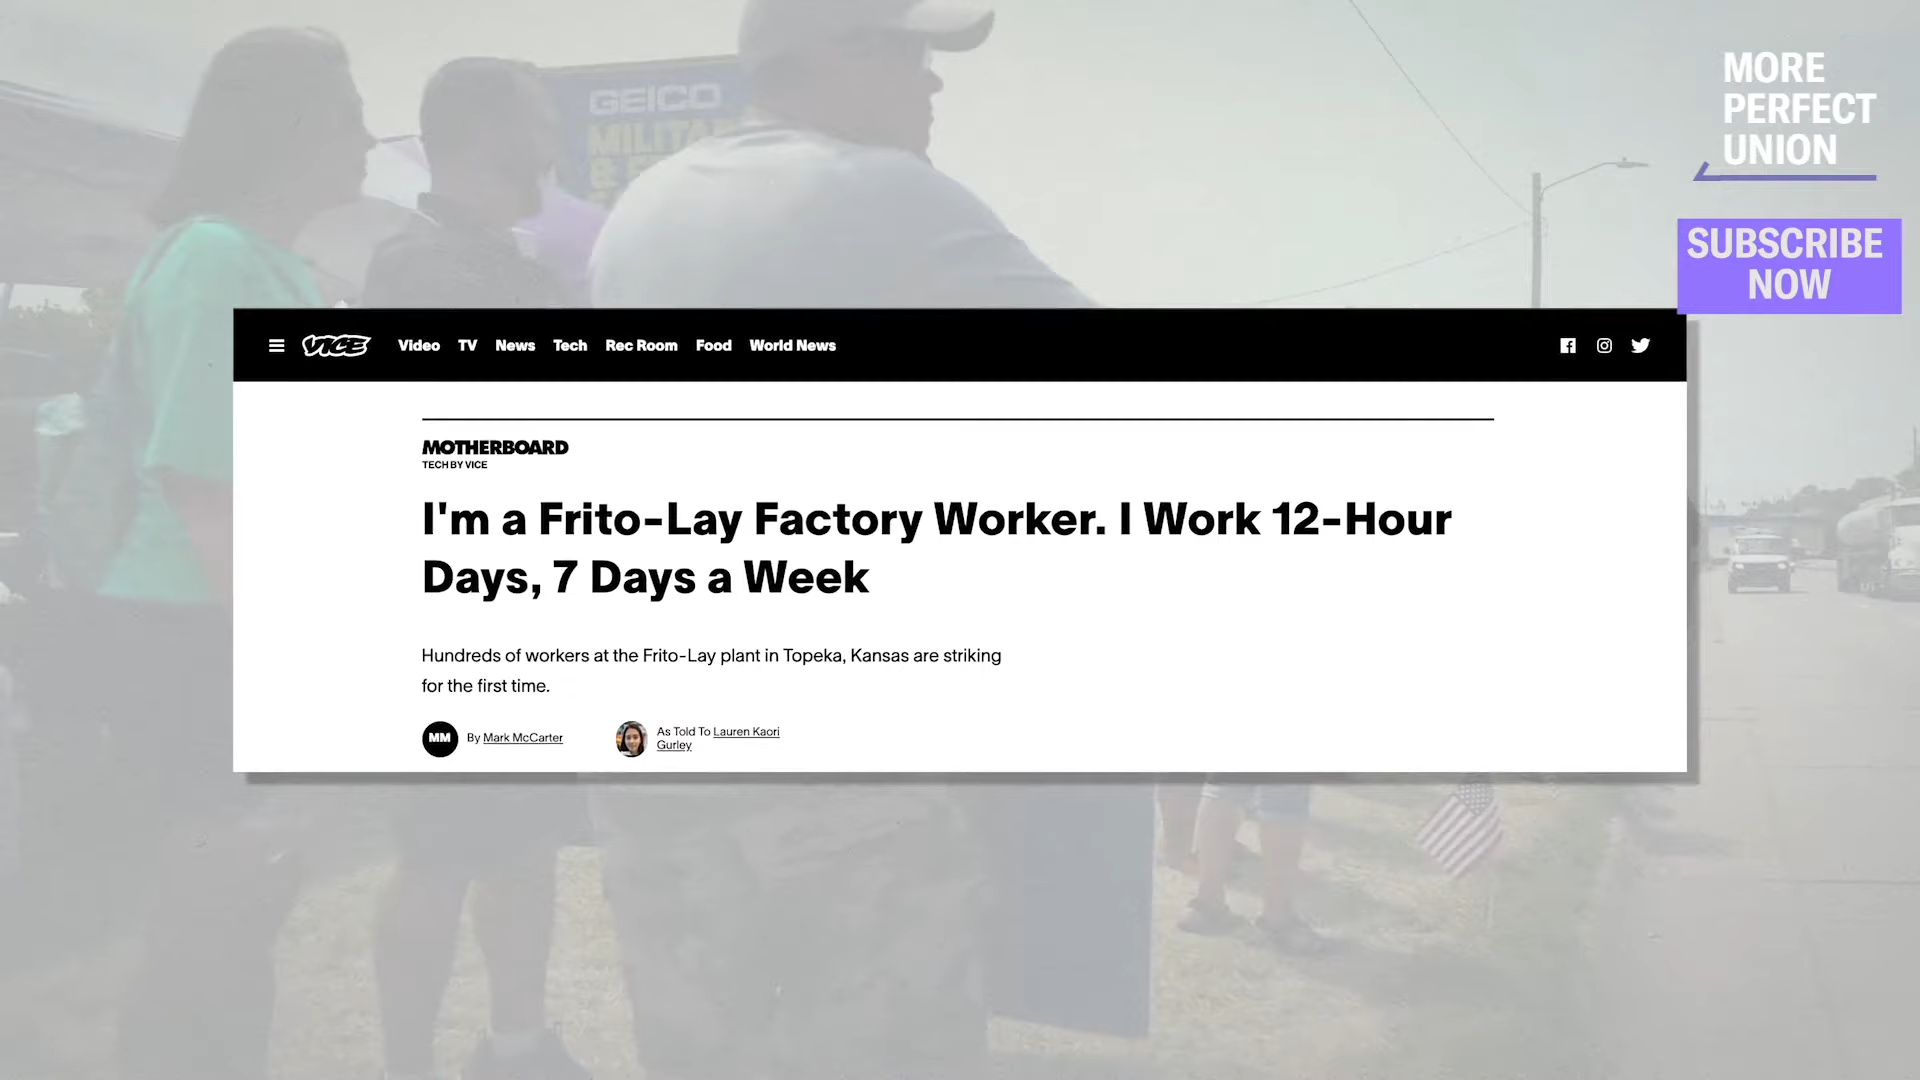 MORE
PERFECT
UNION
SUBSCRIBE
NOW
GEICO
VICE
Video TV News Tech Rec Room Food World News
MOTHERBOARD
TECH BY VICE
I'm a Frito-Lay Factory Worker. I Work 12-Hour
Days, 7 Days a Week
Hundreds of workers at the Frito-Lay plant in Topeka, Kansas are striking
for the first time.
MM
By Mark McCarter
As Told To Lauren Kaori
Gurley